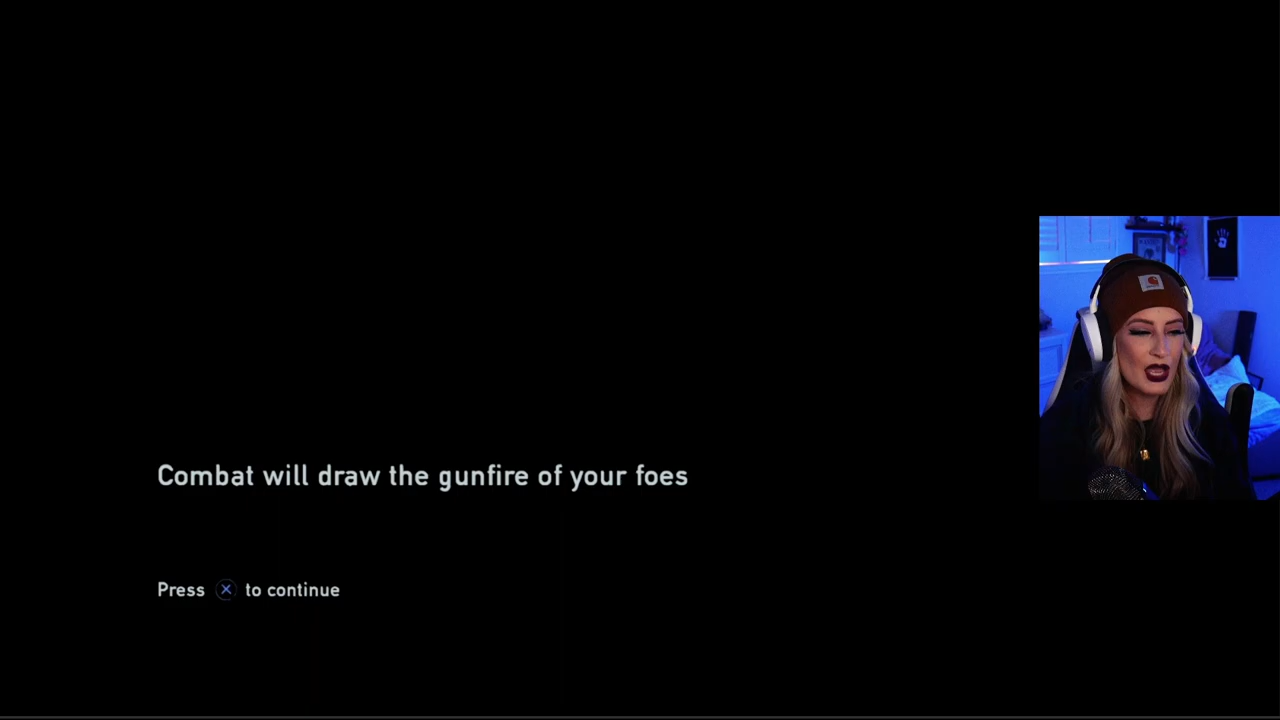 Combat will draw the gunfire of your foes
Press ⓧ to continue